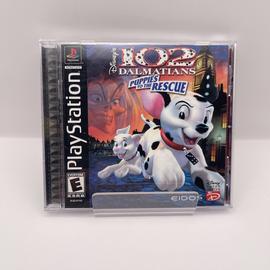 PlayStation
102
DALMATIANS
PUPPIES TO THE RESCUE
E
EIDOS